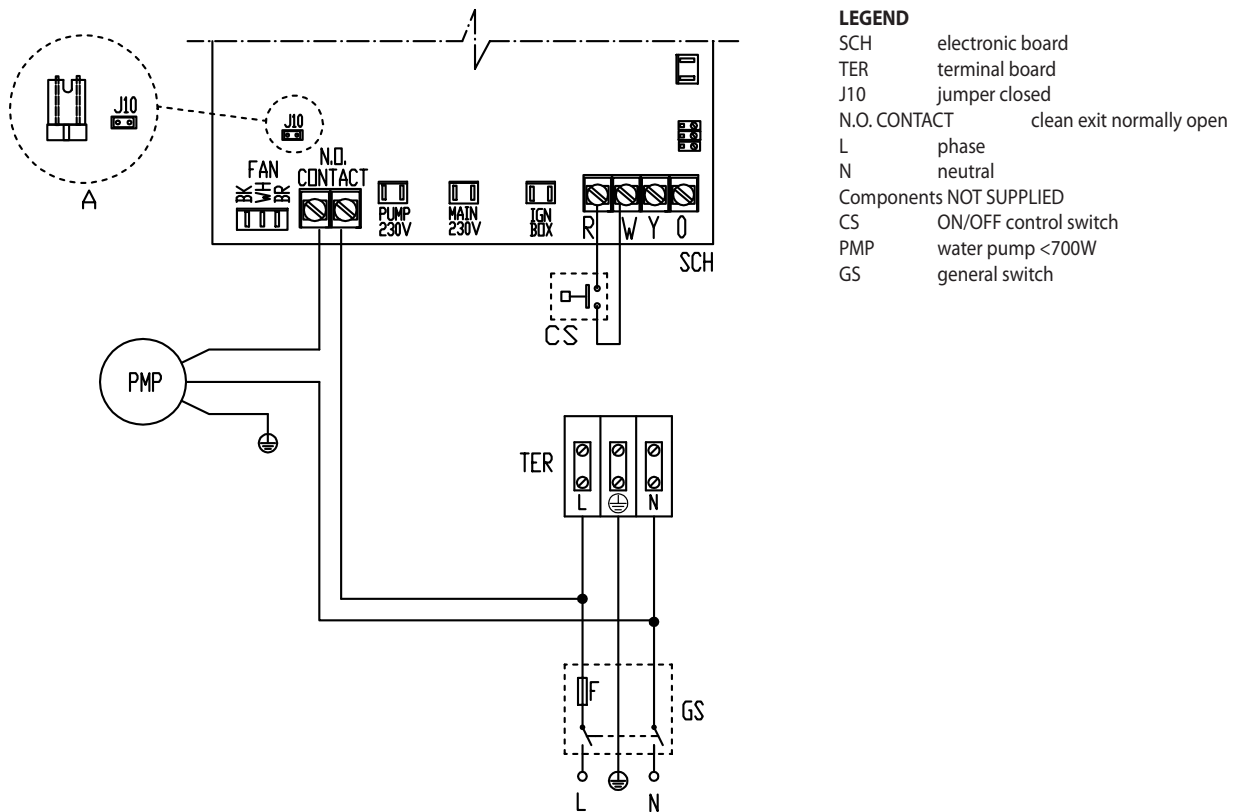 J10
A
J10
FAN
BK
WH
BR
N.O.
CONTACT
PUMP
230V
MAIN
230V
IGN
BOX
R W Y O
SCH
CS
PMP
TER
L
N
F
GS
L N
LEGEND
SCH electronic board
TER terminal board
J10 jumper closed
N.O. CONTACT clean exit normally open
L phase
N neutral
Components NOT SUPPLIED
CS ON/OFF control switch
PMP water pump <700W
GS general switch